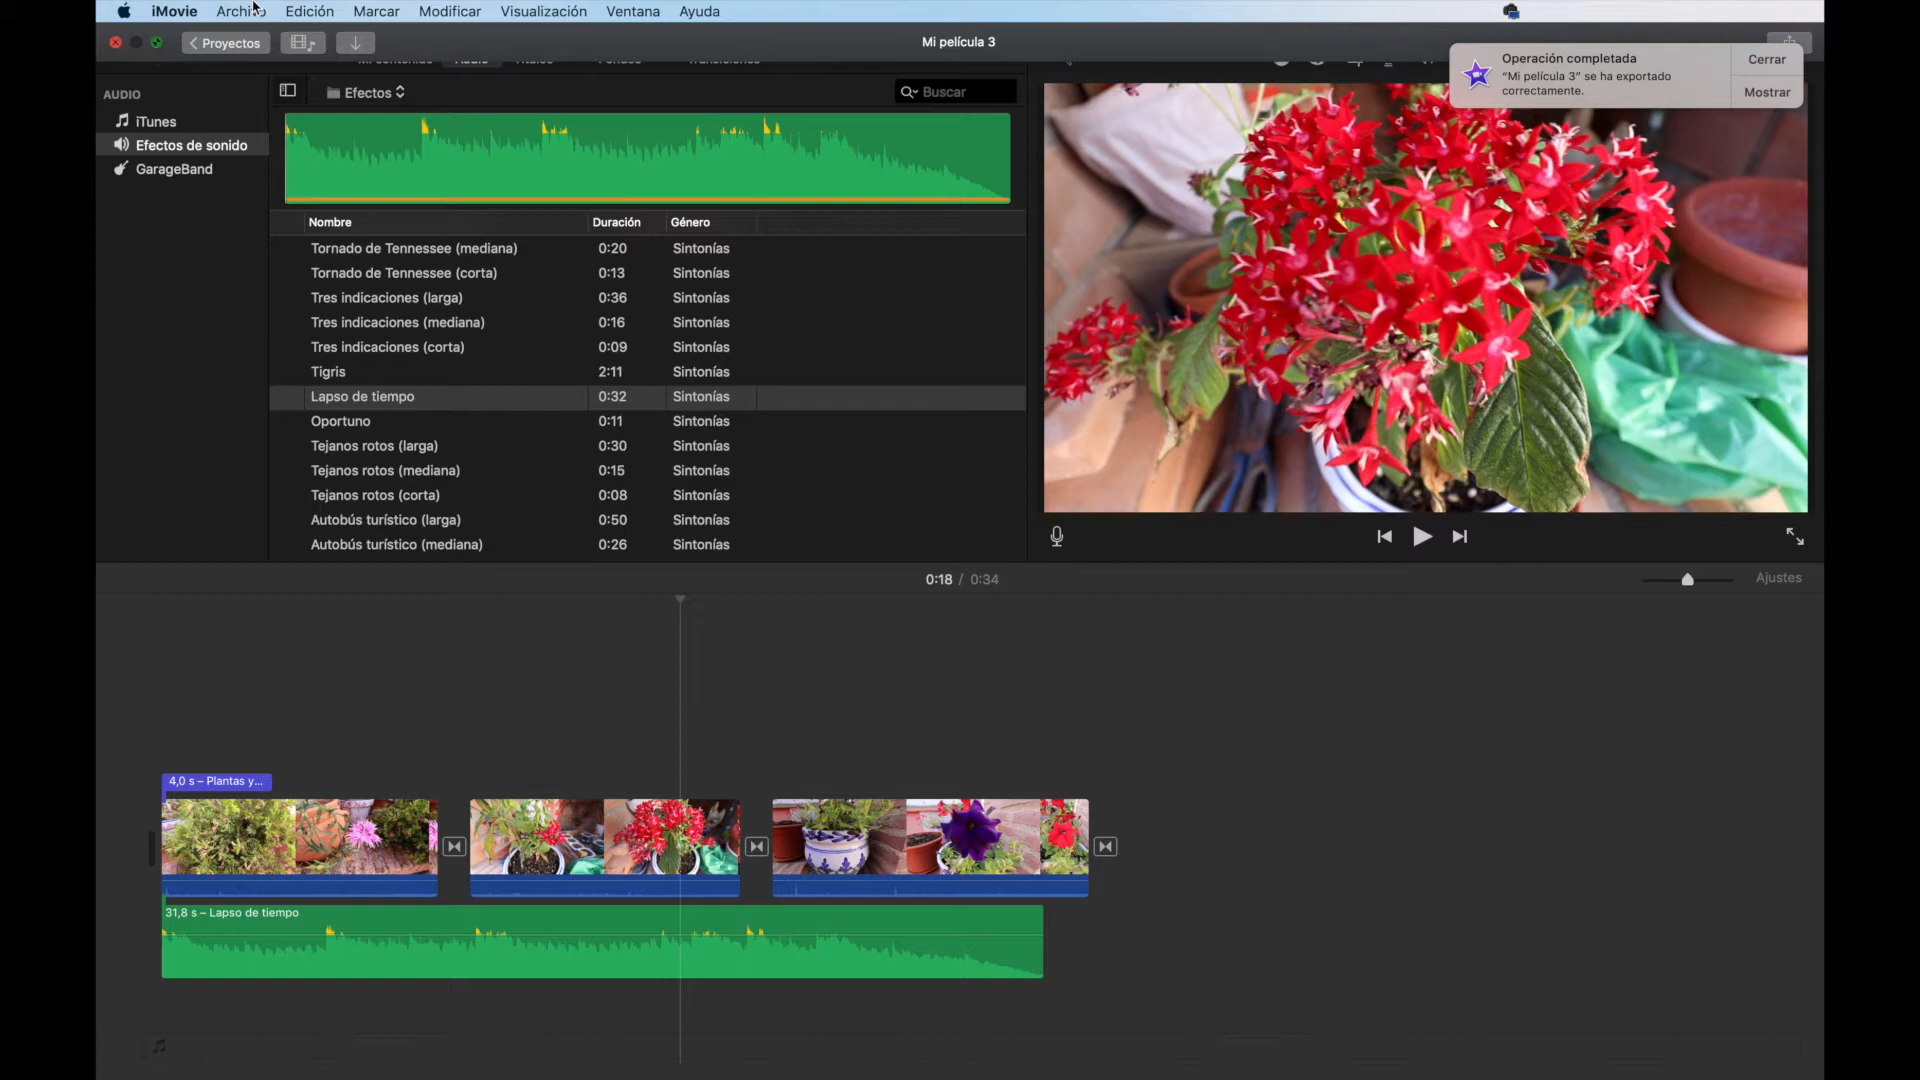 iMovie Archivo Edición Marcar Modificar Visualización Ventana Ayuda
Proyectos
Mi película 3
Operación completada
“Mi película 3” se ha exportado
correctamente.
Cerrar
Mostrar
Mi contenido Audio Títulos Fondos Transiciones
AUDIO
iTunes
Efectos de sonido
GarageBand
Efectos
Buscar
Nombre Duración Género
Tornado de Tennessee (mediana) 0:20 Sintonías
Tornado de Tennessee (corta) 0:13 Sintonías
Tres indicaciones (larga) 0:36 Sintonías
Tres indicaciones (mediana) 0:16 Sintonías
Tres indicaciones (corta) 0:09 Sintonías
Tigris 2:11 Sintonías
Lapso de tiempo 0:32 Sintonías
Oportuno 0:11 Sintonías
Tejanos rotos (larga) 0:30 Sintonías
Tejanos rotos (mediana) 0:15 Sintonías
Tejanos rotos (corta) 0:08 Sintonías
Autobús turístico (larga) 0:50 Sintonías
Autobús turístico (mediana) 0:26 Sintonías
0:18 / 0:34
Ajustes
4,0 s – Plantas y...
31,8 s – Lapso de tiempo